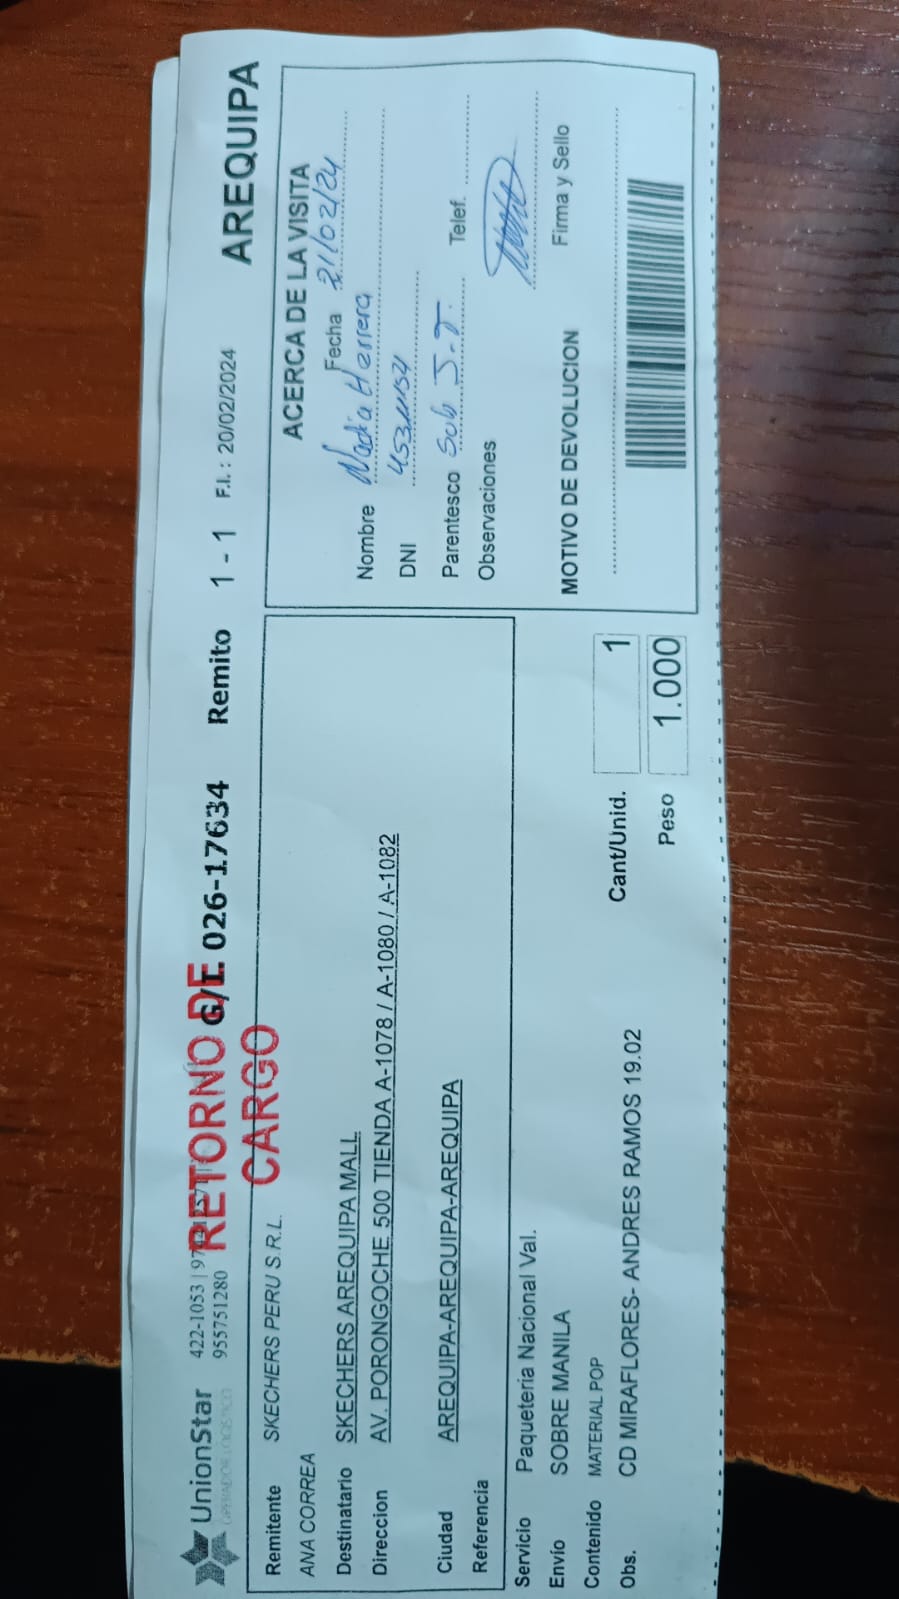 UnionStar
OPERADOR LOGISTICO
422-1053 | 97
955751280
RETORNO DE
CARGO
G/I. 026-17634 Remito 1 - 1 F.I.: 20/02/2024 AREQUIPA
Remitente SKECHERS PERU S.R.L.
ANA CORREA
Destinatario SKECHERS AREQUIPA MALL.
Direccion AV. PORONGOCHE 500 TIENDA A-1078 / A-1080 / A-1082
Ciudad AREQUIPA-AREQUIPA-AREQUIPA
Referencia
Servicio Paqueteria Nacional Val.
Envío SOBRE MANILA
Contenido MATERIAL POP
Obs. CD MIRAFLORES- ANDRES RAMOS 19.02
Cant/Unid. 1
Peso 1.000
ACERCA DE LA VISITA
Fecha 21/02/24
Nombre Nadia Herrera
DNI
Parentesco Sub J.T. Telef.
Observaciones
Firma y Sello
MOTIVO DE DEVOLUCION